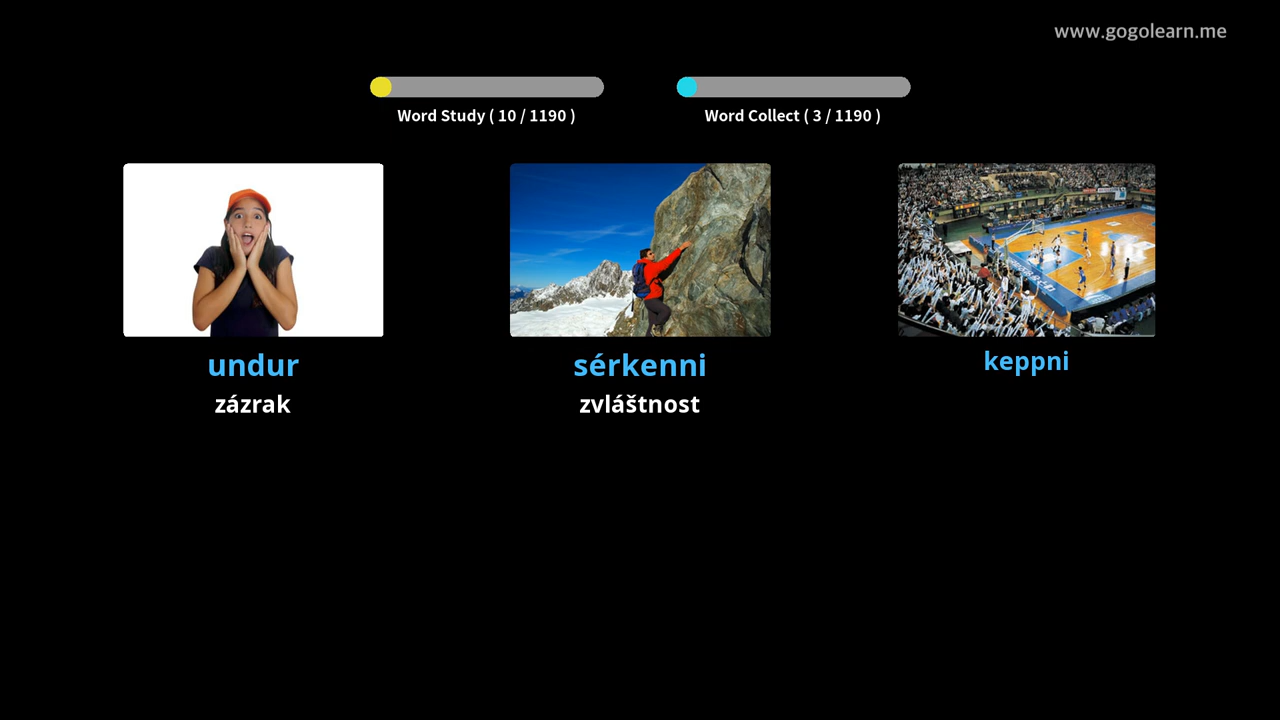 www.gogolearn.me
Word Study ( 10 / 1190 )
Word Collect ( 3 / 1190 )
undur
sérkenni
keppni
zázrak
zvláštnost